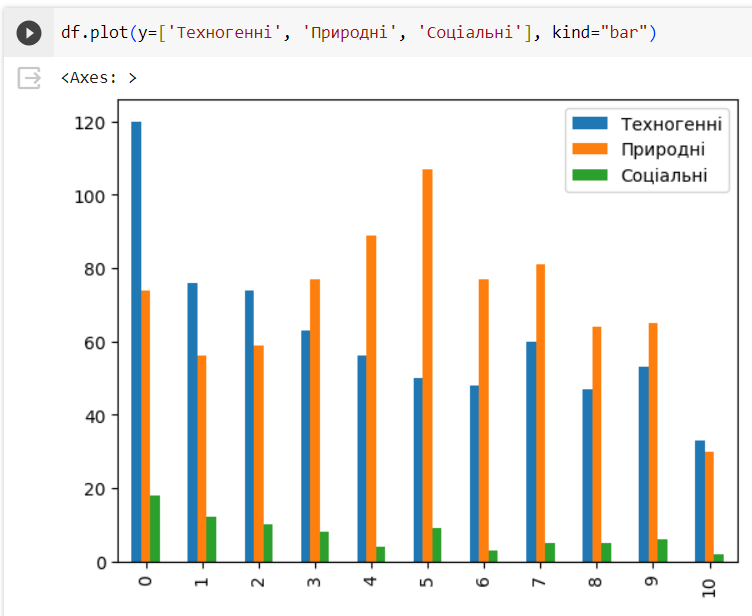 df.plot(y=['Техногенні', 'Природні', 'Соціальні'], kind="bar")
<Axes: >
Техногенні
Природні
Соціальні
120
100
80
60
40
20
0
0 1 2 3 4 5 6 7 8 9 10